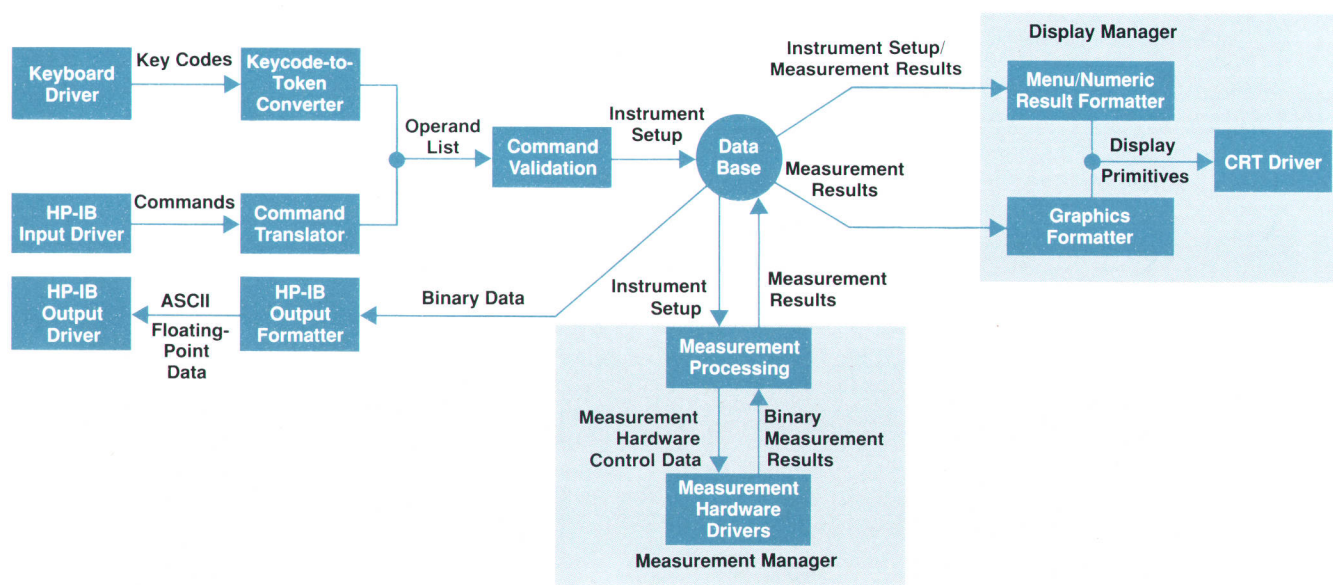 Keyboard
Driver
Key Codes
Keycode-to-
Token
Converter
HP-IB
Input Driver
Commands
Command
Translator
Operand
List
Command
Validation
Instrument
Setup
Data
Base
HP-IB
Output
Driver
ASCII
Floating-
Point
Data
HP-IB
Output
Formatter
Binary Data
Instrument
Setup
Measurement
Results
Measurement
Processing
Measurement
Hardware
Control Data
Binary
Measurement
Results
Measurement
Hardware
Drivers
Measurement Manager
Instrument Setup/
Measurement Results
Measurement
Results
Display Manager
Menu/Numeric
Result Formatter
Display
Primitives
CRT Driver
Graphics
Formatter